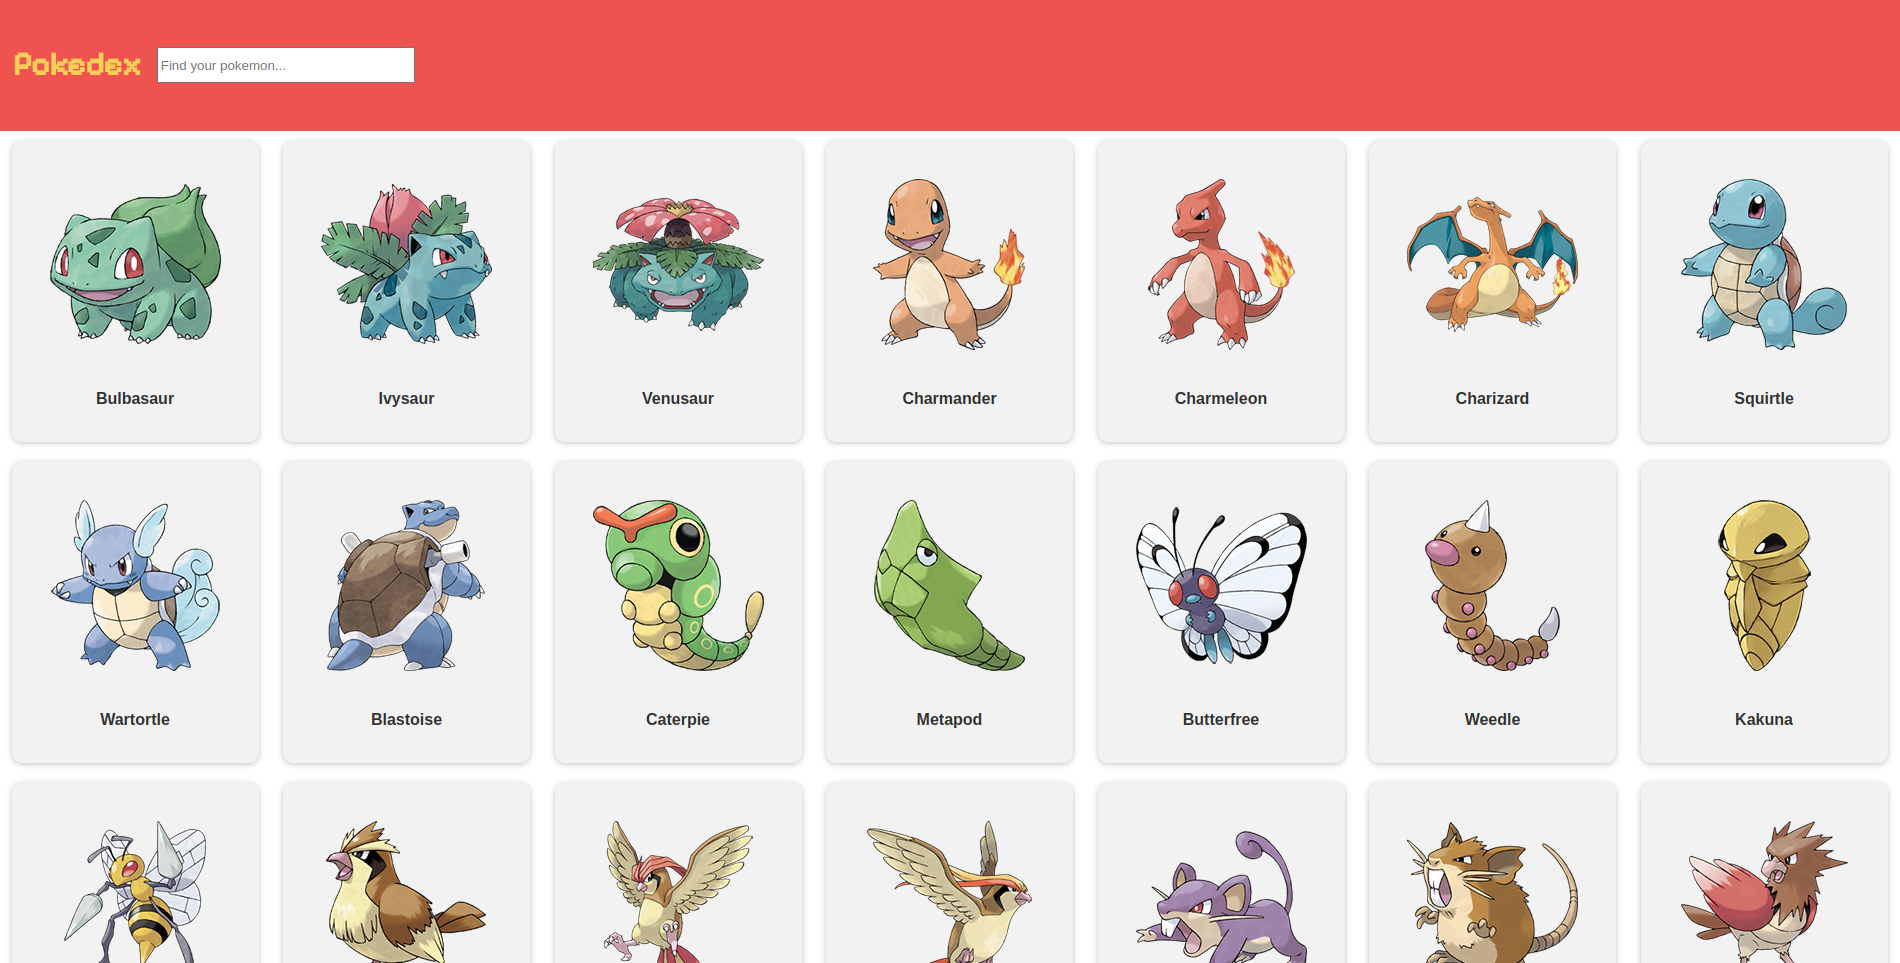 Pokedex
Find your pokemon...
Bulbasaur
Ivysaur
Venusaur
Charmander
Charmeleon
Charizard
Squirtle
Wartortle
Blastoise
Caterpie
Metapod
Butterfree
Weedle
Kakuna